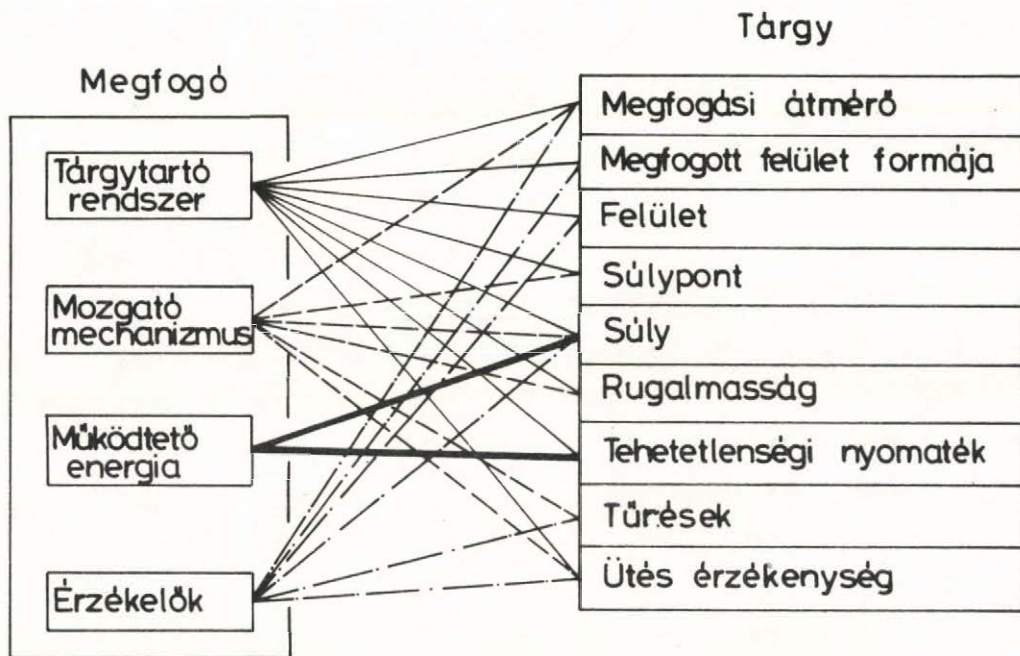 Megfogó
Tárgytartó
rendszer
Mozgató
mechanizmus
Működtető
energia
Érzékelők
Tárgy
Megfogási átmérő
Megfogott felület formája
Felület
Súlypont
Súly
Rugalmasság
Tehetetlenségi nyomaték
Tűrések
Ütés érzékenység